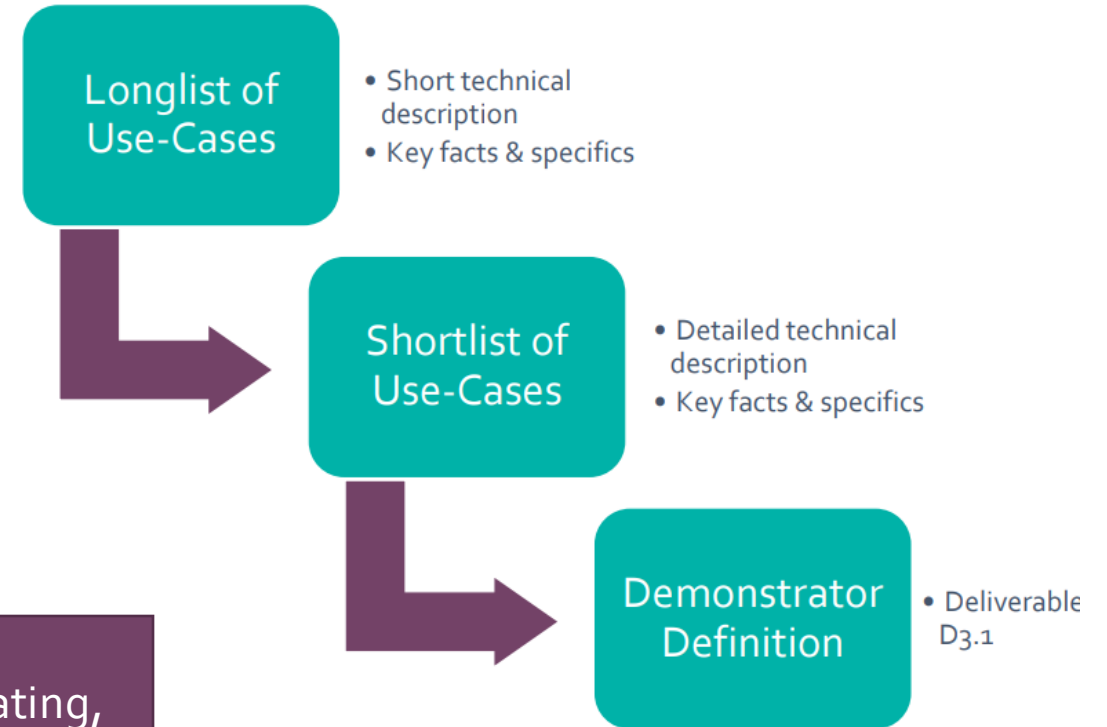 Longlist of
Use-Cases
• Short technical
description
• Key facts & specifics
Shortlist of
Use-Cases
• Detailed technical
description
• Key facts & specifics
Demonstrator
Definition
• Deliverable
D3.1